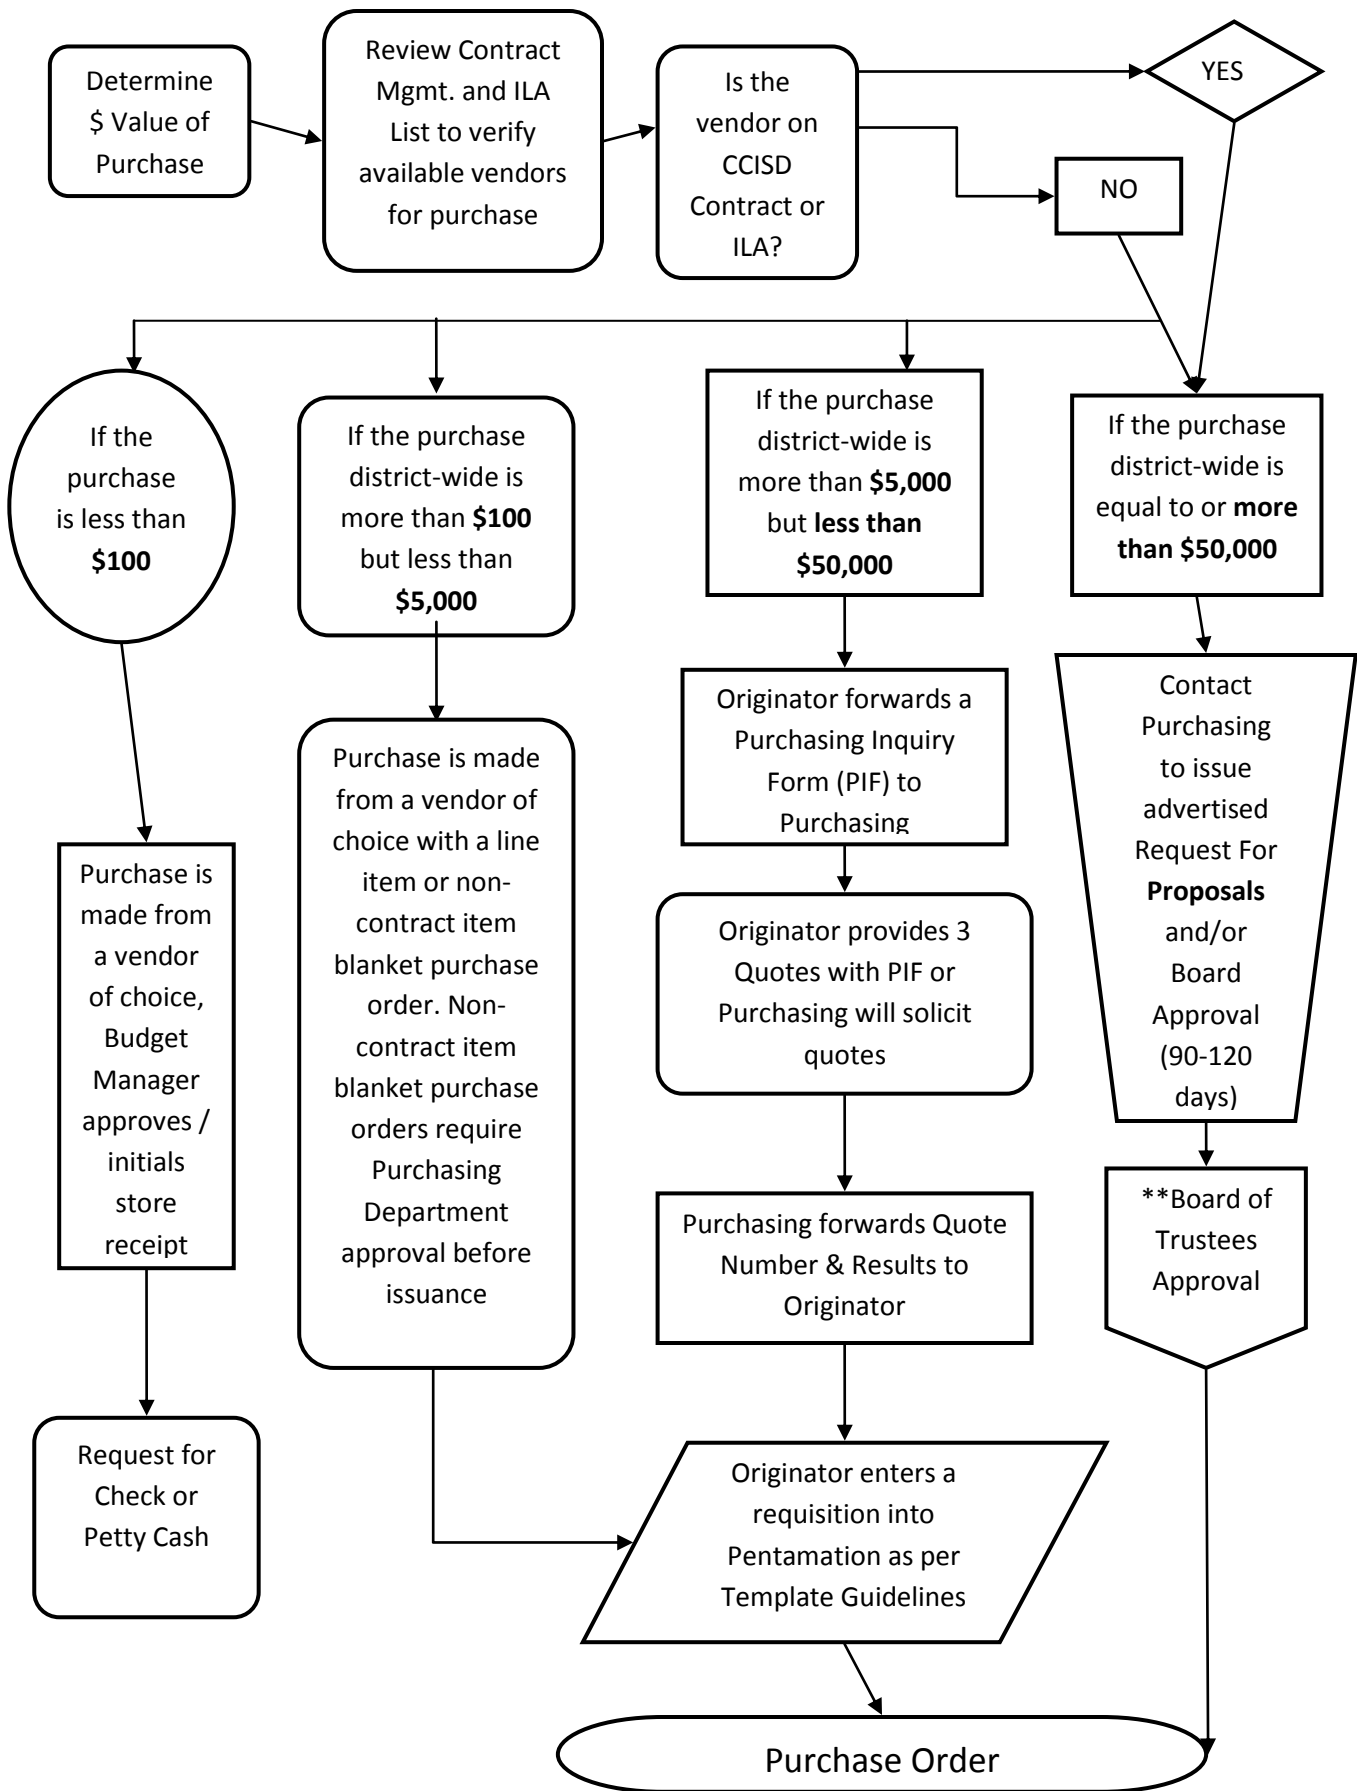 Determine
$ Value of
Purchase
Review Contract
Mgmt. and ILA
List to verify
available vendors
for purchase
Is the
vendor on
CCISD
Contract or
ILA?
YES
NO
If the
purchase
is less than
$100
If the purchase
district-wide is
more than $100
but less than
$5,000
If the purchase
district-wide is
more than $5,000
but less than
$50,000
If the purchase
district-wide is
equal to or more
than $50,000
Purchase is
made from
a vendor
of choice,
Budget
Manager
approves /
initials
store
receipt
Purchase is made
from a vendor of
choice with a line
item or non-
contract item
blanket purchase
order. Non-
contract item
blanket purchase
orders require
Purchasing
Department
approval before
issuance
Originator forwards a
Purchasing Inquiry
Form (PIF) to
Purchasing
Originator provides 3
Quotes with PIF or
Purchasing will solicit
quotes
Purchasing forwards Quote
Number & Results to
Originator
Contact
Purchasing
to issue
advertised
Request For
Proposals
and/or
Board
Approval
(90-120
days)
**Board of
Trustees
Approval
Request for
Check or
Petty Cash
Originator enters a
requisition into
Pentamation as per
Template Guidelines
Purchase Order